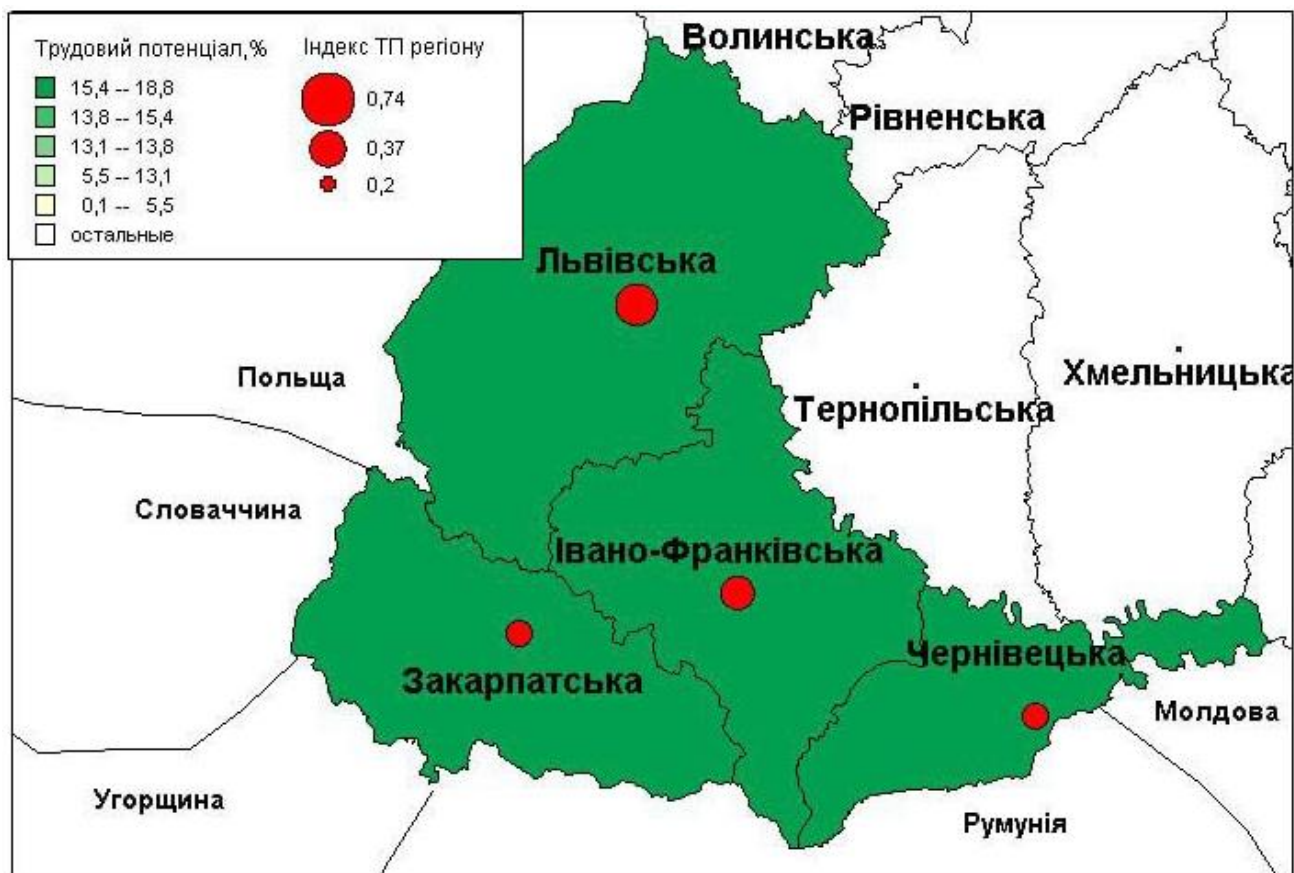 Трудовий потенціал,%
15,4 -- 18,8
13,8 -- 15,4
13,1 -- 13,8
5,5 -- 13,1
0,1 -- 5,5
остальные
Індекс ТП регіону
0,74
0,37
0,2
Волинська
Рівненська
Львівська
Польща
Хмельницька
Тернопільська
Словаччина
Івано-Франківська
Чернівецька
Закарпатська
Молдова
Угорщина
Румунія